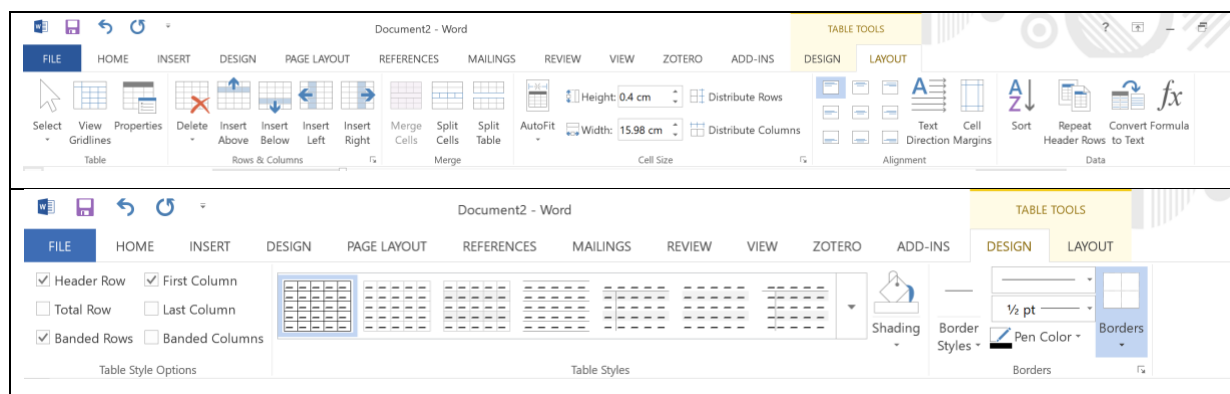 Document2 - Word
TABLE TOOLS
?
FILE HOME INSERT DESIGN PAGE LAYOUT REFERENCES MAILINGS REVIEW VIEW ZOTERO ADD-INS DESIGN LAYOUT
Height: 0.4 cm Distribute Rows
Select View Gridlines Properties Delete Insert Above Insert Below Insert Left Insert Right Merge Cells Split Cells Split Table AutoFit Width: 15.98 cm Distribute Columns Text Direction Cell Margins Sort Repeat Header Rows Convert to Text Formula
Table Rows & Columns Merge Cell Size Alignment Data
Document2 - Word
TABLE TOOLS
FILE HOME INSERT DESIGN PAGE LAYOUT REFERENCES MAILINGS REVIEW VIEW ZOTERO ADD-INS DESIGN LAYOUT
Header Row First Column
Total Row Last Column
½ pt
Banded Rows Banded Columns
Shading Border Styles Pen Color Borders
Table Style Options Table Styles Borders